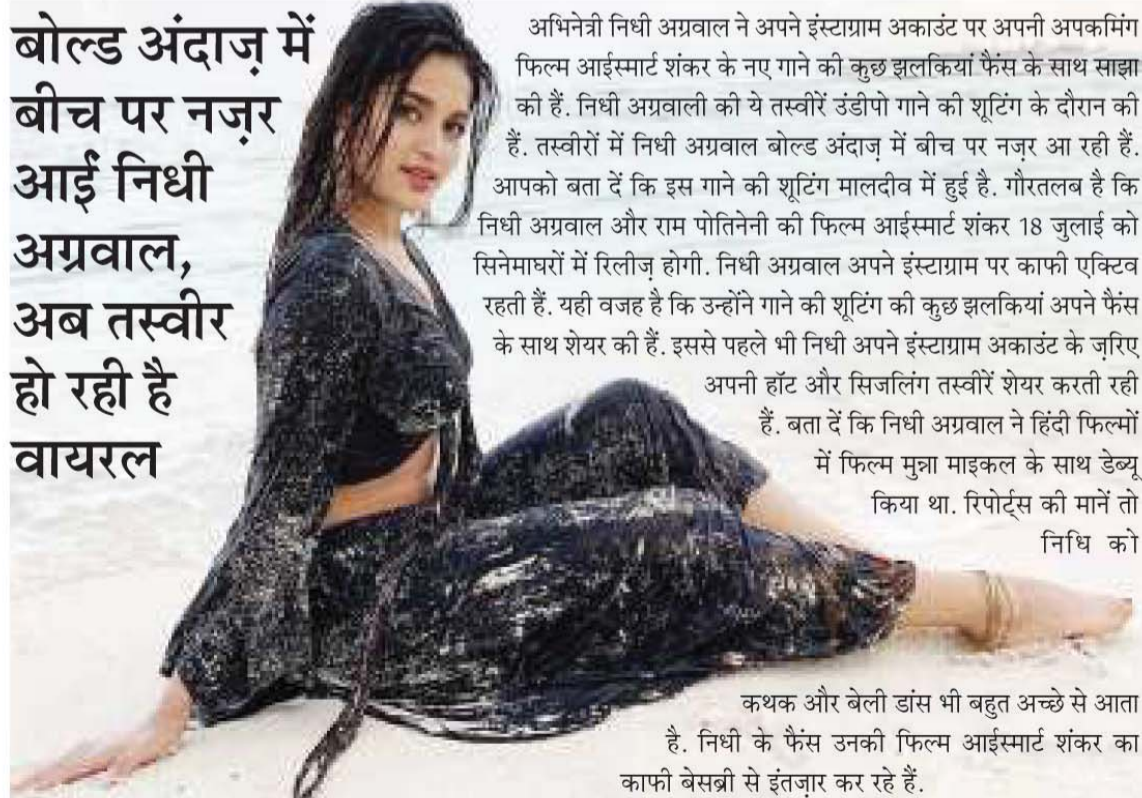 बोल्ड अंदाज़ में
बीच पर नज़र
आईं निधी
अग्रवाल,
अब तस्वीर
हो रही है
वायरल
अभिनेत्री निधी अग्रवाल ने अपने इंस्टाग्राम अकाउंट पर अपनी अपकमिंग
फिल्म आईस्मार्ट शंकर के नए गाने की कुछ झलकियां फैंस के साथ साझा
की हैं. निधी अग्रवाली की ये तस्वीरें उंडीपो गाने की शूटिंग के दौरान की
हैं. तस्वीरों में निधी अग्रवाल बोल्ड अंदाज़ में बीच पर नज़र आ रही हैं.
आपको बता दें कि इस गाने की शूटिंग मालदीव में हुई है. गौरतलब है कि
निधी अग्रवाल और राम पोतिनेनी की फिल्म आईस्मार्ट शंकर 18 जुलाई को
सिनेमाघरों में रिलीज़ होगी. निधी अग्रवाल अपने इंस्टाग्राम पर काफी एक्टिव
रहती हैं. यही वजह है कि उन्होंने गाने की शूटिंग की कुछ झलकियां अपने फैंस
के साथ शेयर की हैं. इससे पहले भी निधी अपने इंस्टाग्राम अकाउंट के ज़रिए
अपनी हॉट और सिजलिंग तस्वीरें शेयर करती रही
हैं. बता दें कि निधी अग्रवाल ने हिंदी फिल्मों
में फिल्म मुन्ना माइकल के साथ डेब्यू
किया था. रिपोर्ट्स की मानें तो
निधि को
कथक और बेली डांस भी बहुत अच्छे से आता
है. निधी के फैंस उनकी फिल्म आईस्मार्ट शंकर का
काफी बेसब्री से इंतज़ार कर रहे हैं.